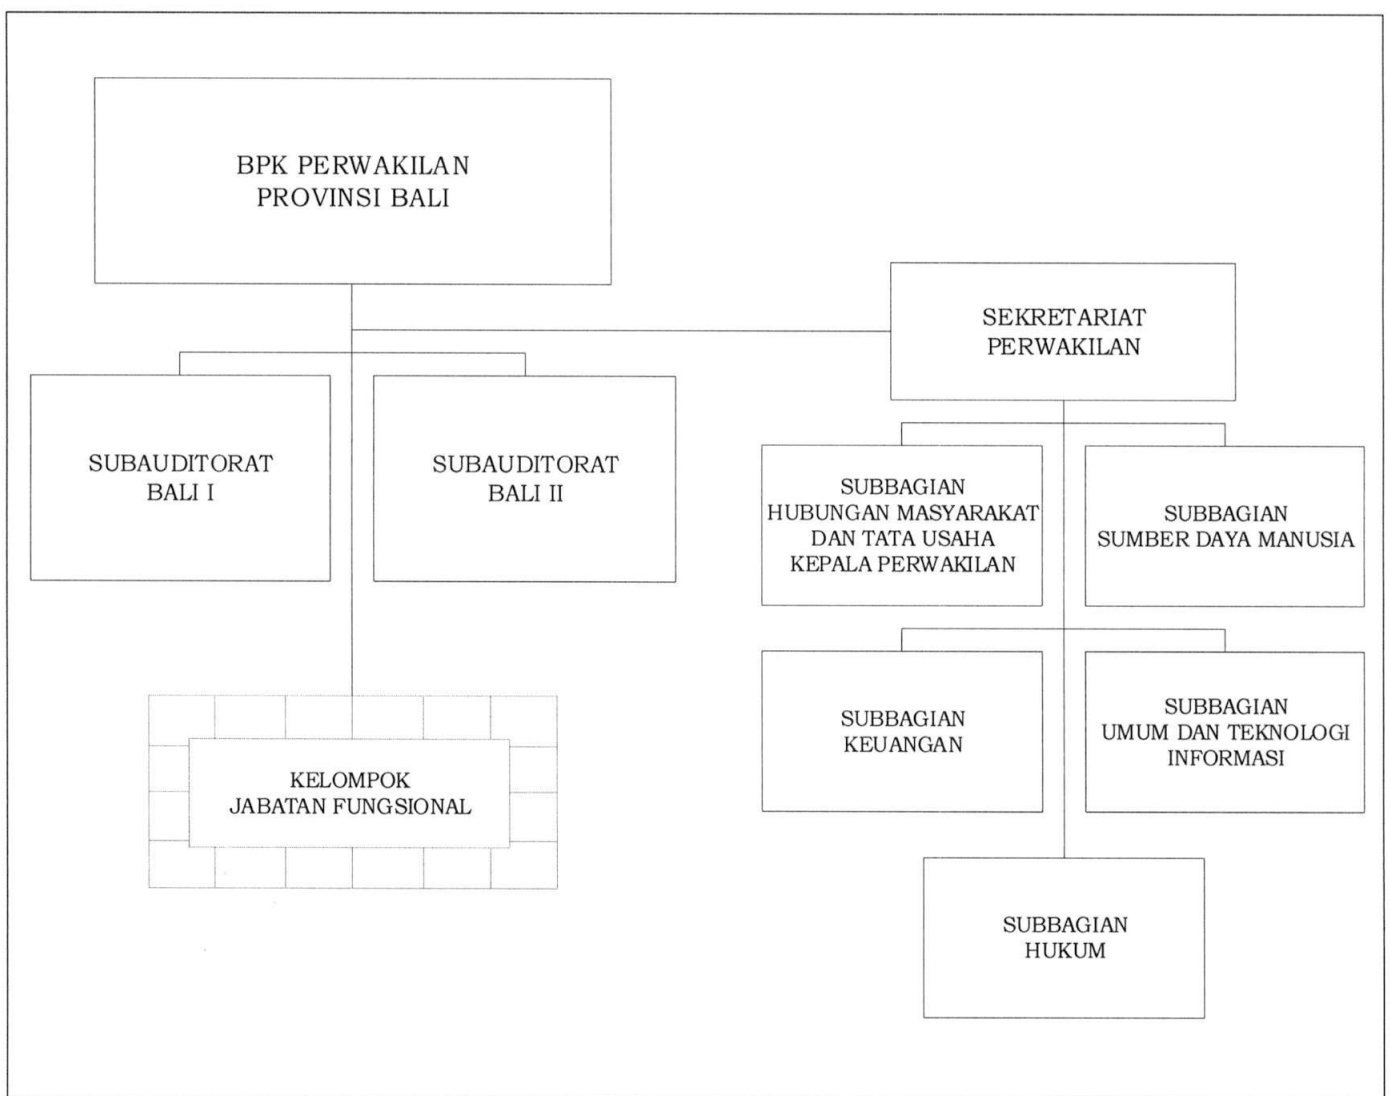 BPK PERWAKILAN
PROVINSI BALI
SEKRETARIAT
PERWAKILAN
SUBAUDITORAT
BALI I
SUBAUDITORAT
BALI II
SUBBAGIAN
HUBUNGAN MASYARAKAT
DAN TATA USAHA
KEPALA PERWAKILAN
SUBBAGIAN
SUMBER DAYA MANUSIA
SUBBAGIAN
KEUANGAN
SUBBAGIAN
UMUM DAN TEKNOLOGI
INFORMASI
KELOMPOK
JABATAN FUNGSIONAL
SUBBAGIAN
HUKUM